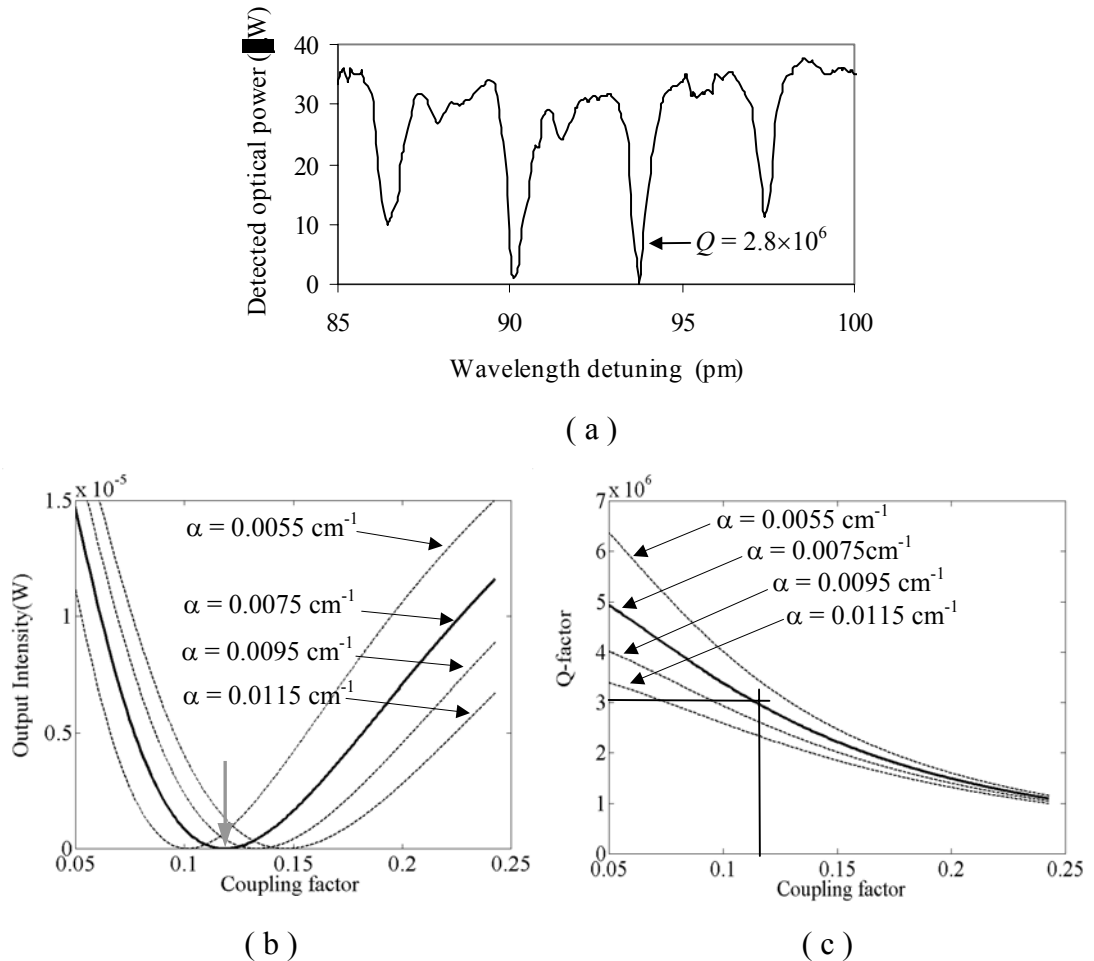 Detected optical power (W)
40
30
20
10
0
Q = 2.8×10⁶
85
90
95
100
Wavelength detuning (pm)
( a )
x 10⁻⁵
1.5
1
0.5
0
Output Intensity(W)
α = 0.0055 cm⁻¹
α = 0.0075 cm⁻¹
α = 0.0095 cm⁻¹
α = 0.0115 cm⁻¹
0.05
0.1
0.15
0.2
0.25
Coupling factor
( b )
x 10⁶
7
6
5
4
3
2
1
0
Q-factor
α = 0.0055 cm⁻¹
α = 0.0075cm⁻¹
α = 0.0095 cm⁻¹
α = 0.0115 cm⁻¹
0.05
0.1
0.15
0.2
0.25
Coupling factor
( c )